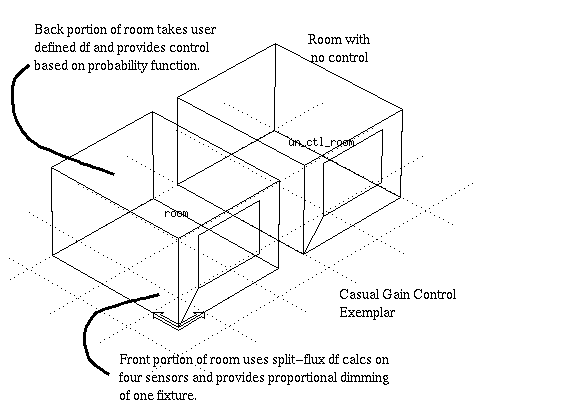 Back portion of room takes user
defined df and provides control
based on probability function.
Room with
no control
un_ctl_room
room
Casual Gain Control
Exemplar
Front portion of room uses split-flux df calcs on
four sensors and provides proportional dimming
of one fixture.